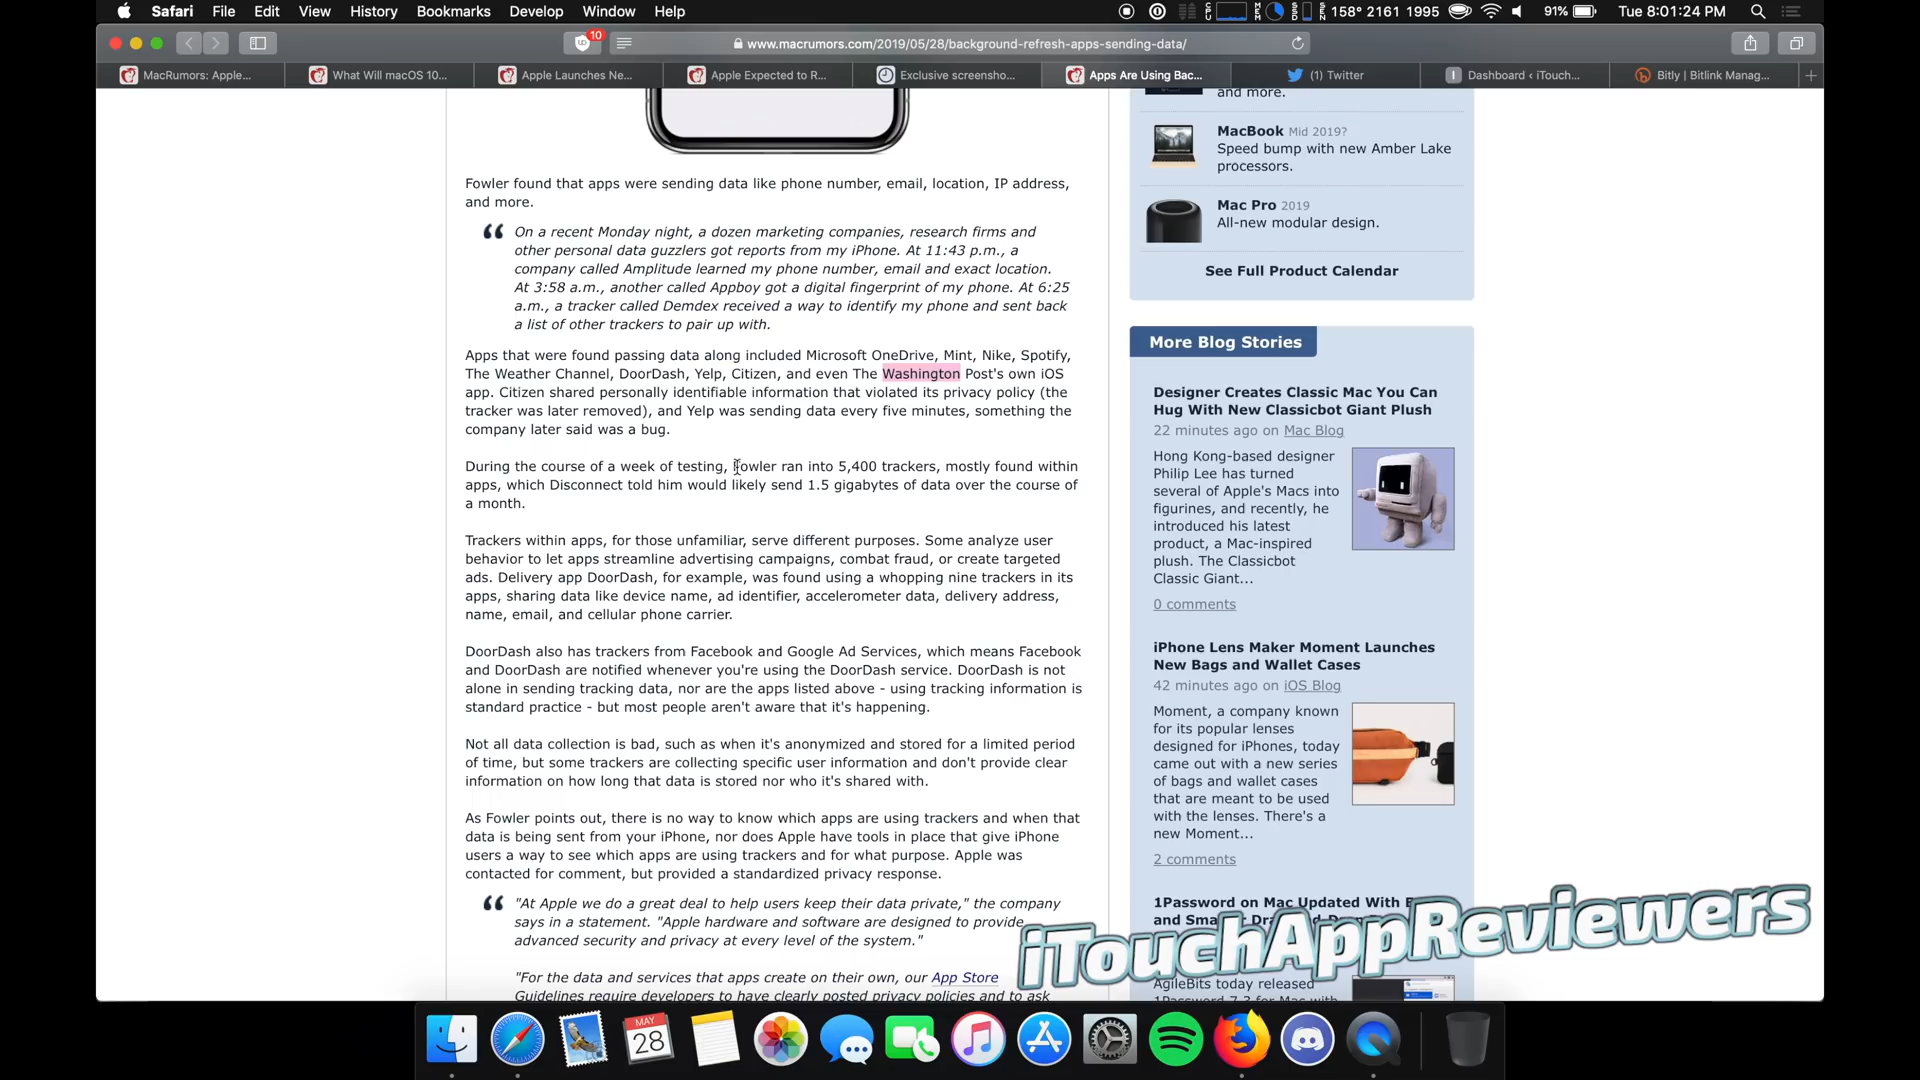 Safari File Edit View History Bookmarks Develop Window Help
CPU MEM SSD SEN 158° 2161 1995 91% Tue 8:01:24 PM
10
www.macrumors.com/2019/05/28/background-refresh-apps-sending-data/
MacRumors: Apple...
What Will macOS 10...
Apple Launches Ne...
Apple Expected to R...
Exclusive screensho...
Apps Are Using Bac...
(1) Twitter
Dashboard ‹ iTouch...
Bitly | Bitlink Manag...
Fowler found that apps were sending data like phone number, email, location, IP address,
and more.
On a recent Monday night, a dozen marketing companies, research firms and
other personal data guzzlers got reports from my iPhone. At 11:43 p.m., a
company called Amplitude learned my phone number, email and exact location.
At 3:58 a.m., another called Appboy got a digital fingerprint of my phone. At 6:25
a.m., a tracker called Demdex received a way to identify my phone and sent back
a list of other trackers to pair up with.
Apps that were found passing data along included Microsoft OneDrive, Mint, Nike, Spotify,
The Weather Channel, DoorDash, Yelp, Citizen, and even The Washington Post's own iOS
app. Citizen shared personally identifiable information that violated its privacy policy (the
tracker was later removed), and Yelp was sending data every five minutes, something the
company later said was a bug.
During the course of a week of testing, Fowler ran into 5,400 trackers, mostly found within
apps, which Disconnect told him would likely send 1.5 gigabytes of data over the course of
a month.
Trackers within apps, for those unfamiliar, serve different purposes. Some analyze user
behavior to let apps streamline advertising campaigns, combat fraud, or create targeted
ads. Delivery app DoorDash, for example, was found using a whopping nine trackers in its
apps, sharing data like device name, ad identifier, accelerometer data, delivery address,
name, email, and cellular phone carrier.
DoorDash also has trackers from Facebook and Google Ad Services, which means Facebook
and DoorDash are notified whenever you're using the DoorDash service. DoorDash is not
alone in sending tracking data, nor are the apps listed above - using tracking information is
standard practice - but most people aren't aware that it's happening.
Not all data collection is bad, such as when it's anonymized and stored for a limited period
of time, but some trackers are collecting specific user information and don't provide clear
information on how long that data is stored nor who it's shared with.
As Fowler points out, there is no way to know which apps are using trackers and when that
data is being sent from your iPhone, nor does Apple have tools in place that give iPhone
users a way to see which apps are using trackers and for what purpose. Apple was
contacted for comment, but provided a standardized privacy response.
"At Apple we do a great deal to help users keep their data private," the company
says in a statement. "Apple hardware and software are designed to provide
advanced security and privacy at every level of the system."
"For the data and services that apps create on their own, our App Store
Guidelines require developers to have clearly posted privacy policies and to ask
and more.
MacBook Mid 2019?
Speed bump with new Amber Lake
processors.
Mac Pro 2019
All-new modular design.
See Full Product Calendar
More Blog Stories
Designer Creates Classic Mac You Can
Hug With New Classicbot Giant Plush
22 minutes ago on Mac Blog
Hong Kong-based designer
Philip Lee has turned
several of Apple's Macs into
figurines, and recently, he
introduced his latest
product, a Mac-inspired
plush. The Classicbot
Classic Giant...
0 comments
iPhone Lens Maker Moment Launches
New Bags and Wallet Cases
42 minutes ago on iOS Blog
Moment, a company known
for its popular lenses
designed for iPhones, today
came out with a new series
of bags and wallet cases
that are meant to be used
with the lenses. There's a
new Moment...
2 comments
1Password on Mac Updated With
and
AgileBits today released
1Password 7.3 for Mac with
iTouchAppReviewers
MAY
28